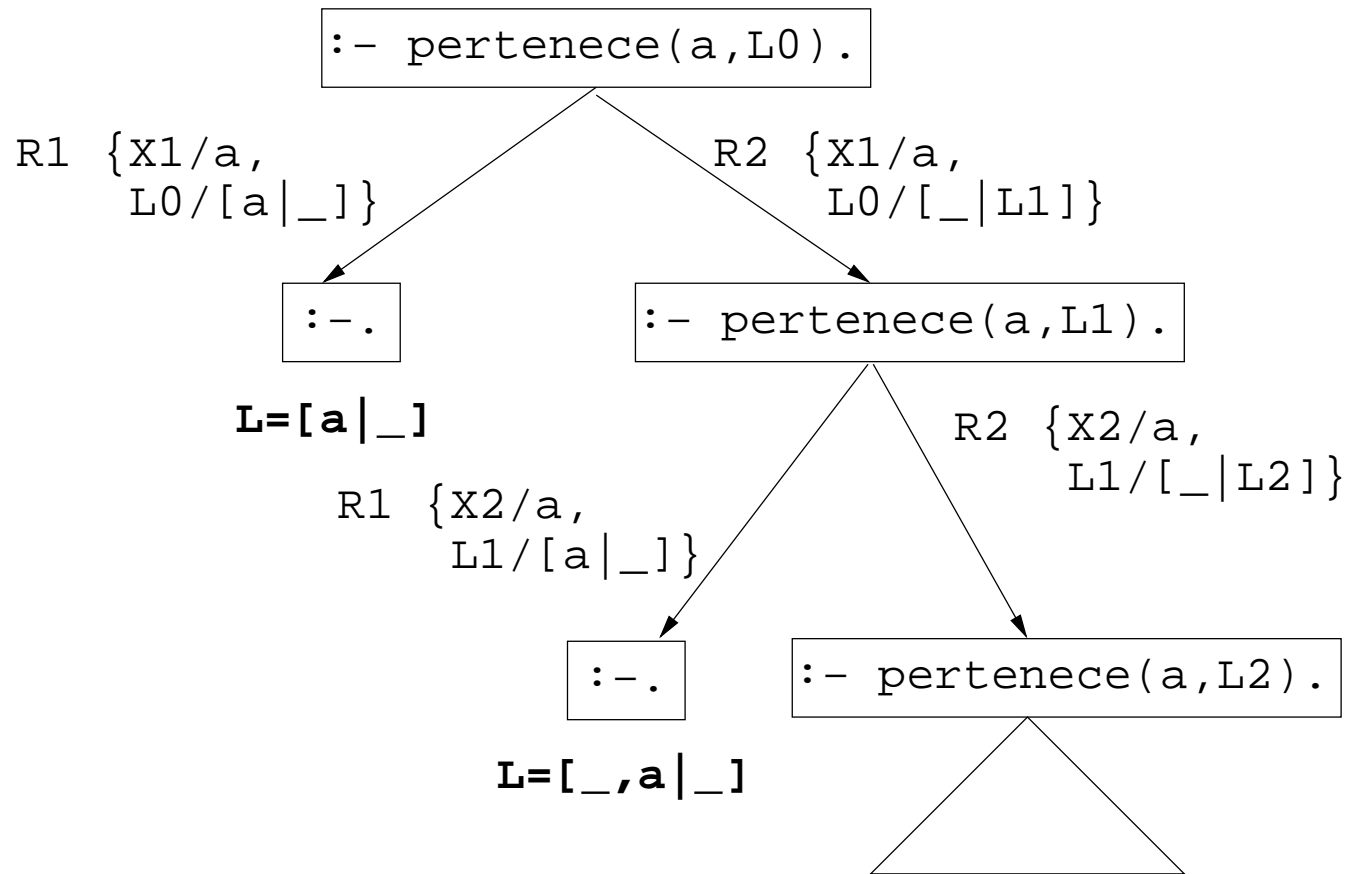 :- pertenece(a,L0).
R1 {X1/a,
L0/[a|_]}
R2 {X1/a,
L0/[_|L1]}
:-.
:- pertenece(a,L1).
L=[a|_]
R1 {X2/a,
L1/[a|_]}
R2 {X2/a,
L1/[_|L2]}
:-.
:- pertenece(a,L2).
L=[_,a|_]